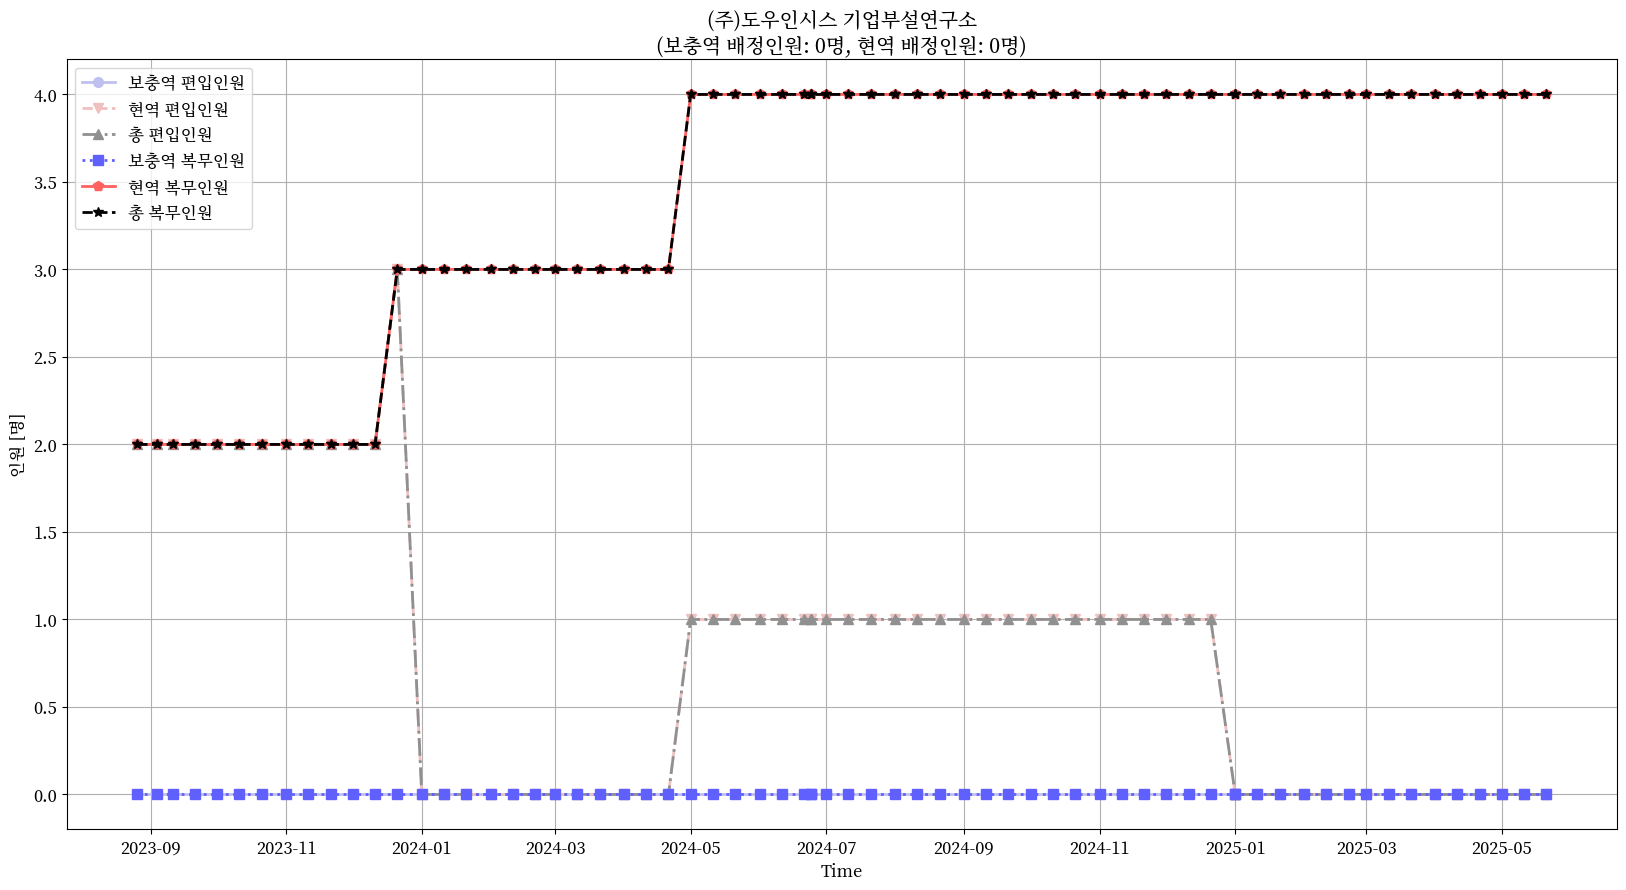 (주)도우인시스 기업부설연구소
(보충역 배정인원: 0명, 현역 배정인원: 0명)
보충역 편입인원
현역 편입인원
총 편입인원
보충역 복무인원
현역 복무인원
총 복무인원
인원 [명]
4.0
3.5
3.0
2.5
2.0
1.5
1.0
0.5
0.0
2023-09
2023-11
2024-01
2024-03
2024-05
2024-07
2024-09
2024-11
2025-01
2025-03
2025-05
Time